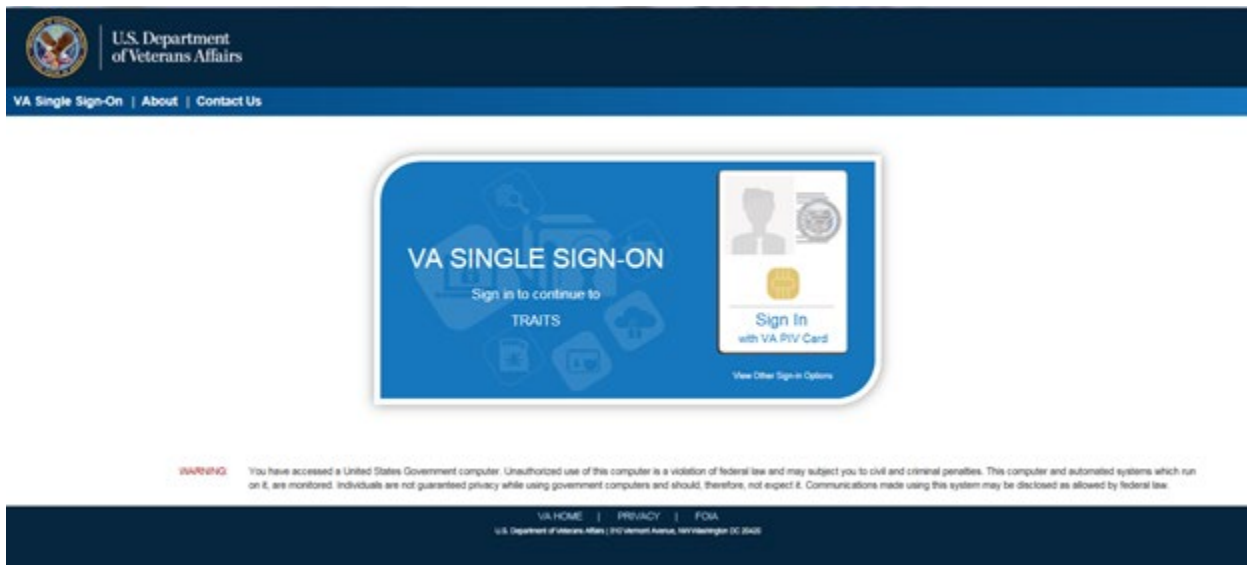 U.S. Department
of Veterans Affairs
VA Single Sign-On | About | Contact Us
VA SINGLE SIGN-ON
Sign in to continue to
TRAITS
Sign In
with VA PIV Card
View Other Sign-in Options
WARNING: You have accessed a United States Government computer. Unauthorized use of this computer is a violation of federal law and may subject you to civil and criminal penalties. This computer and automated systems which run
on it, are monitored. Individuals are not guaranteed privacy while using government computers and should, therefore, not expect it. Communications made using this system may be disclosed as allowed by federal law.
VA HOME | PRIVACY | FOIA
U.S. Department of Veterans Affairs | 810 Vermont Avenue, NW Washington DC 20420